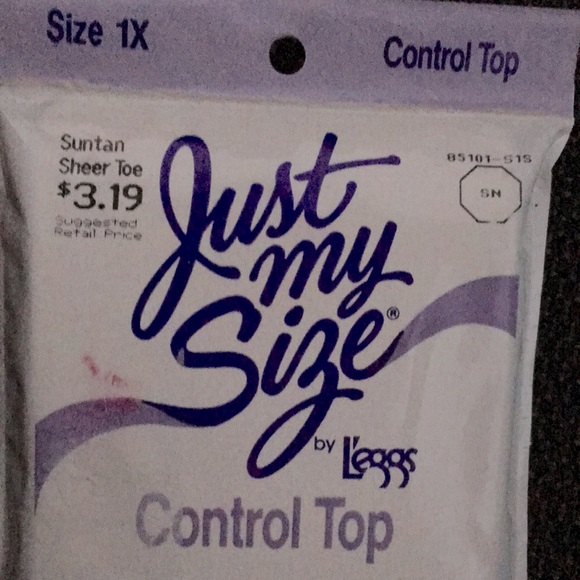 Size 1X
Control Top
Suntan
Sheer Toe
$3.19
Suggested
Retail Price
85101-S1S
SN
Just
my
Size®
by L'eggs
Control Top